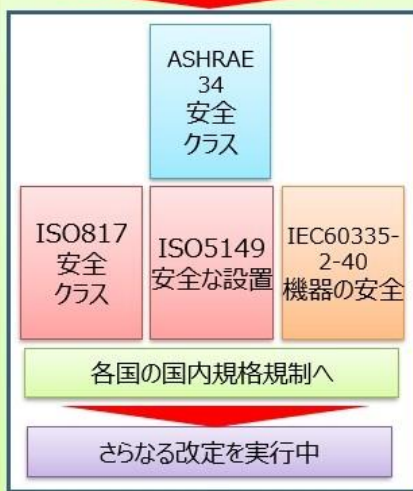 ASHRAE
34
安全
クラス
ISO817
安全
クラス
ISO5149
安全な設置
IEC60335-
2-40
機器の安全
各国の国内規格規制へ
さらなる改定を実行中